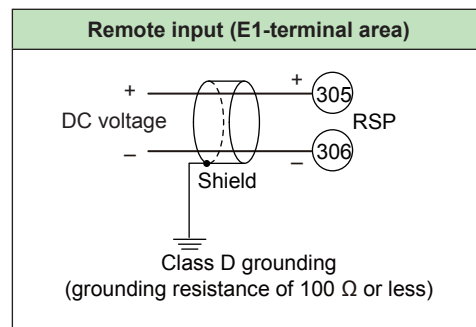 Remote input (E1-terminal area)
+ + 305
DC voltage RSP
– – 306
Shield
Class D grounding
(grounding resistance of 100 Ω or less)